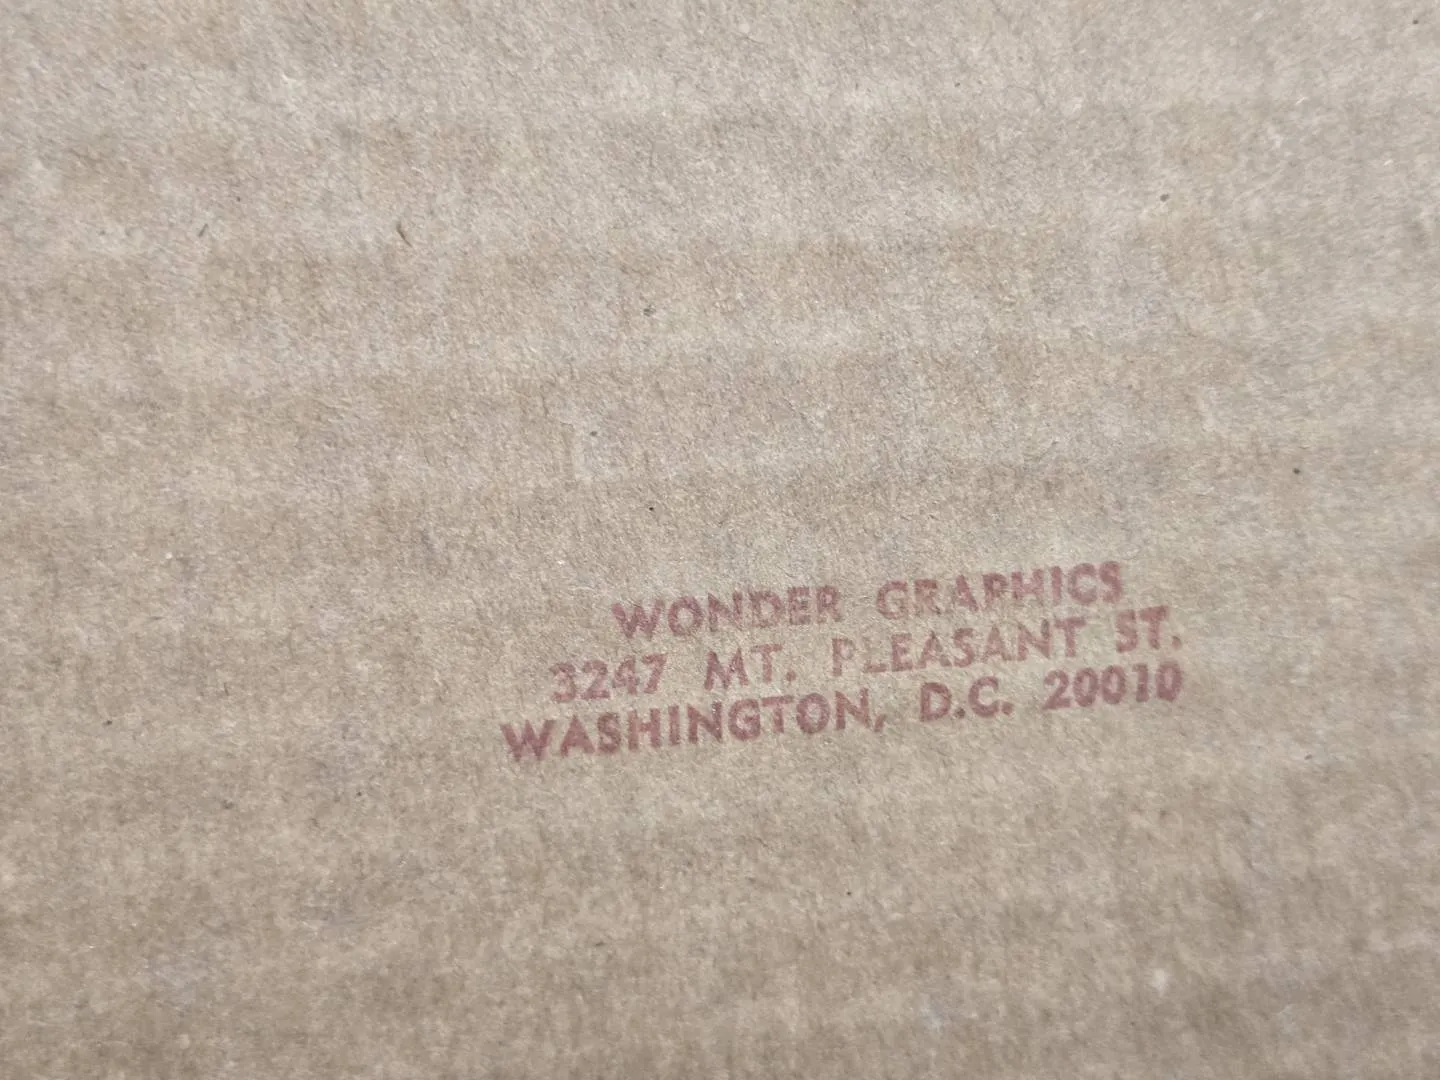 WONDER GRAPHICS
3247 MT. PLEASANT ST.
WASHINGTON, D.C. 20010